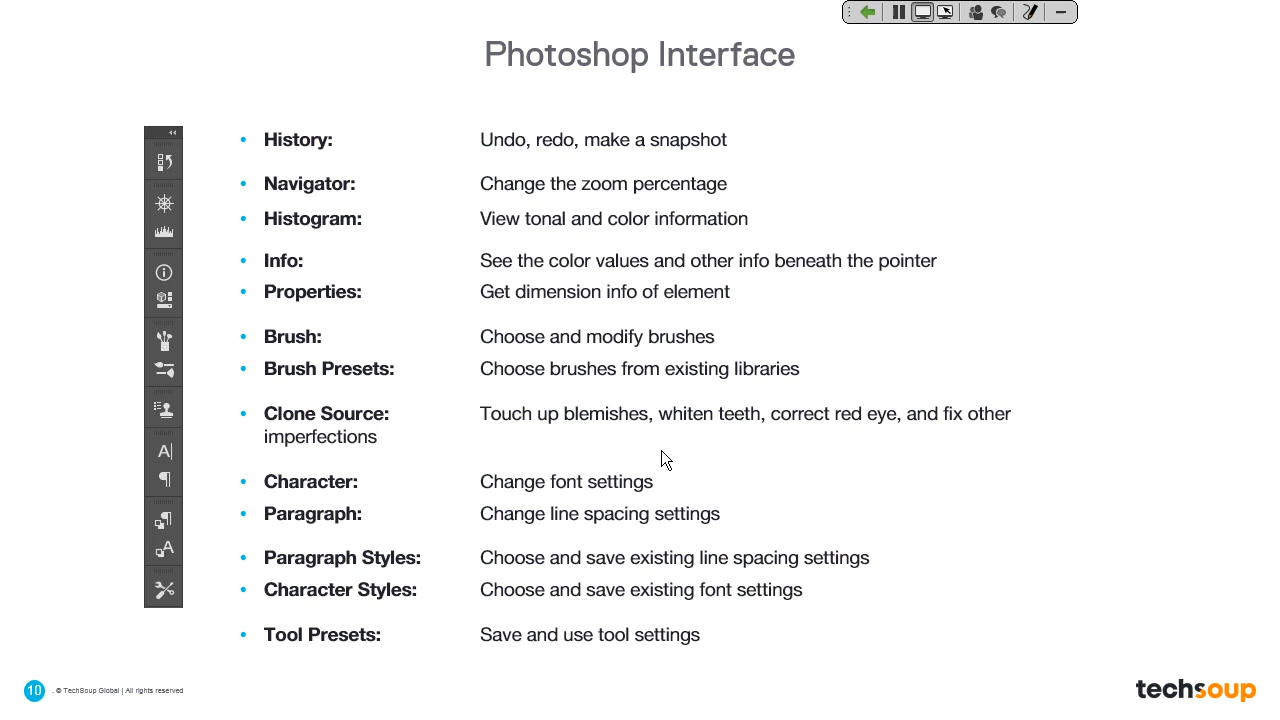 Photoshop Interface
• History: Undo, redo, make a snapshot
• Navigator: Change the zoom percentage
• Histogram: View tonal and color information
• Info: See the color values and other info beneath the pointer
• Properties: Get dimension info of element
• Brush: Choose and modify brushes
• Brush Presets: Choose brushes from existing libraries
• Clone Source: Touch up blemishes, whiten teeth, correct red eye, and fix other
imperfections
• Character: Change font settings
• Paragraph: Change line spacing settings
• Paragraph Styles: Choose and save existing line spacing settings
• Character Styles: Choose and save existing font settings
• Tool Presets: Save and use tool settings
10 . © TechSoup Global | All rights reserved
techsoup